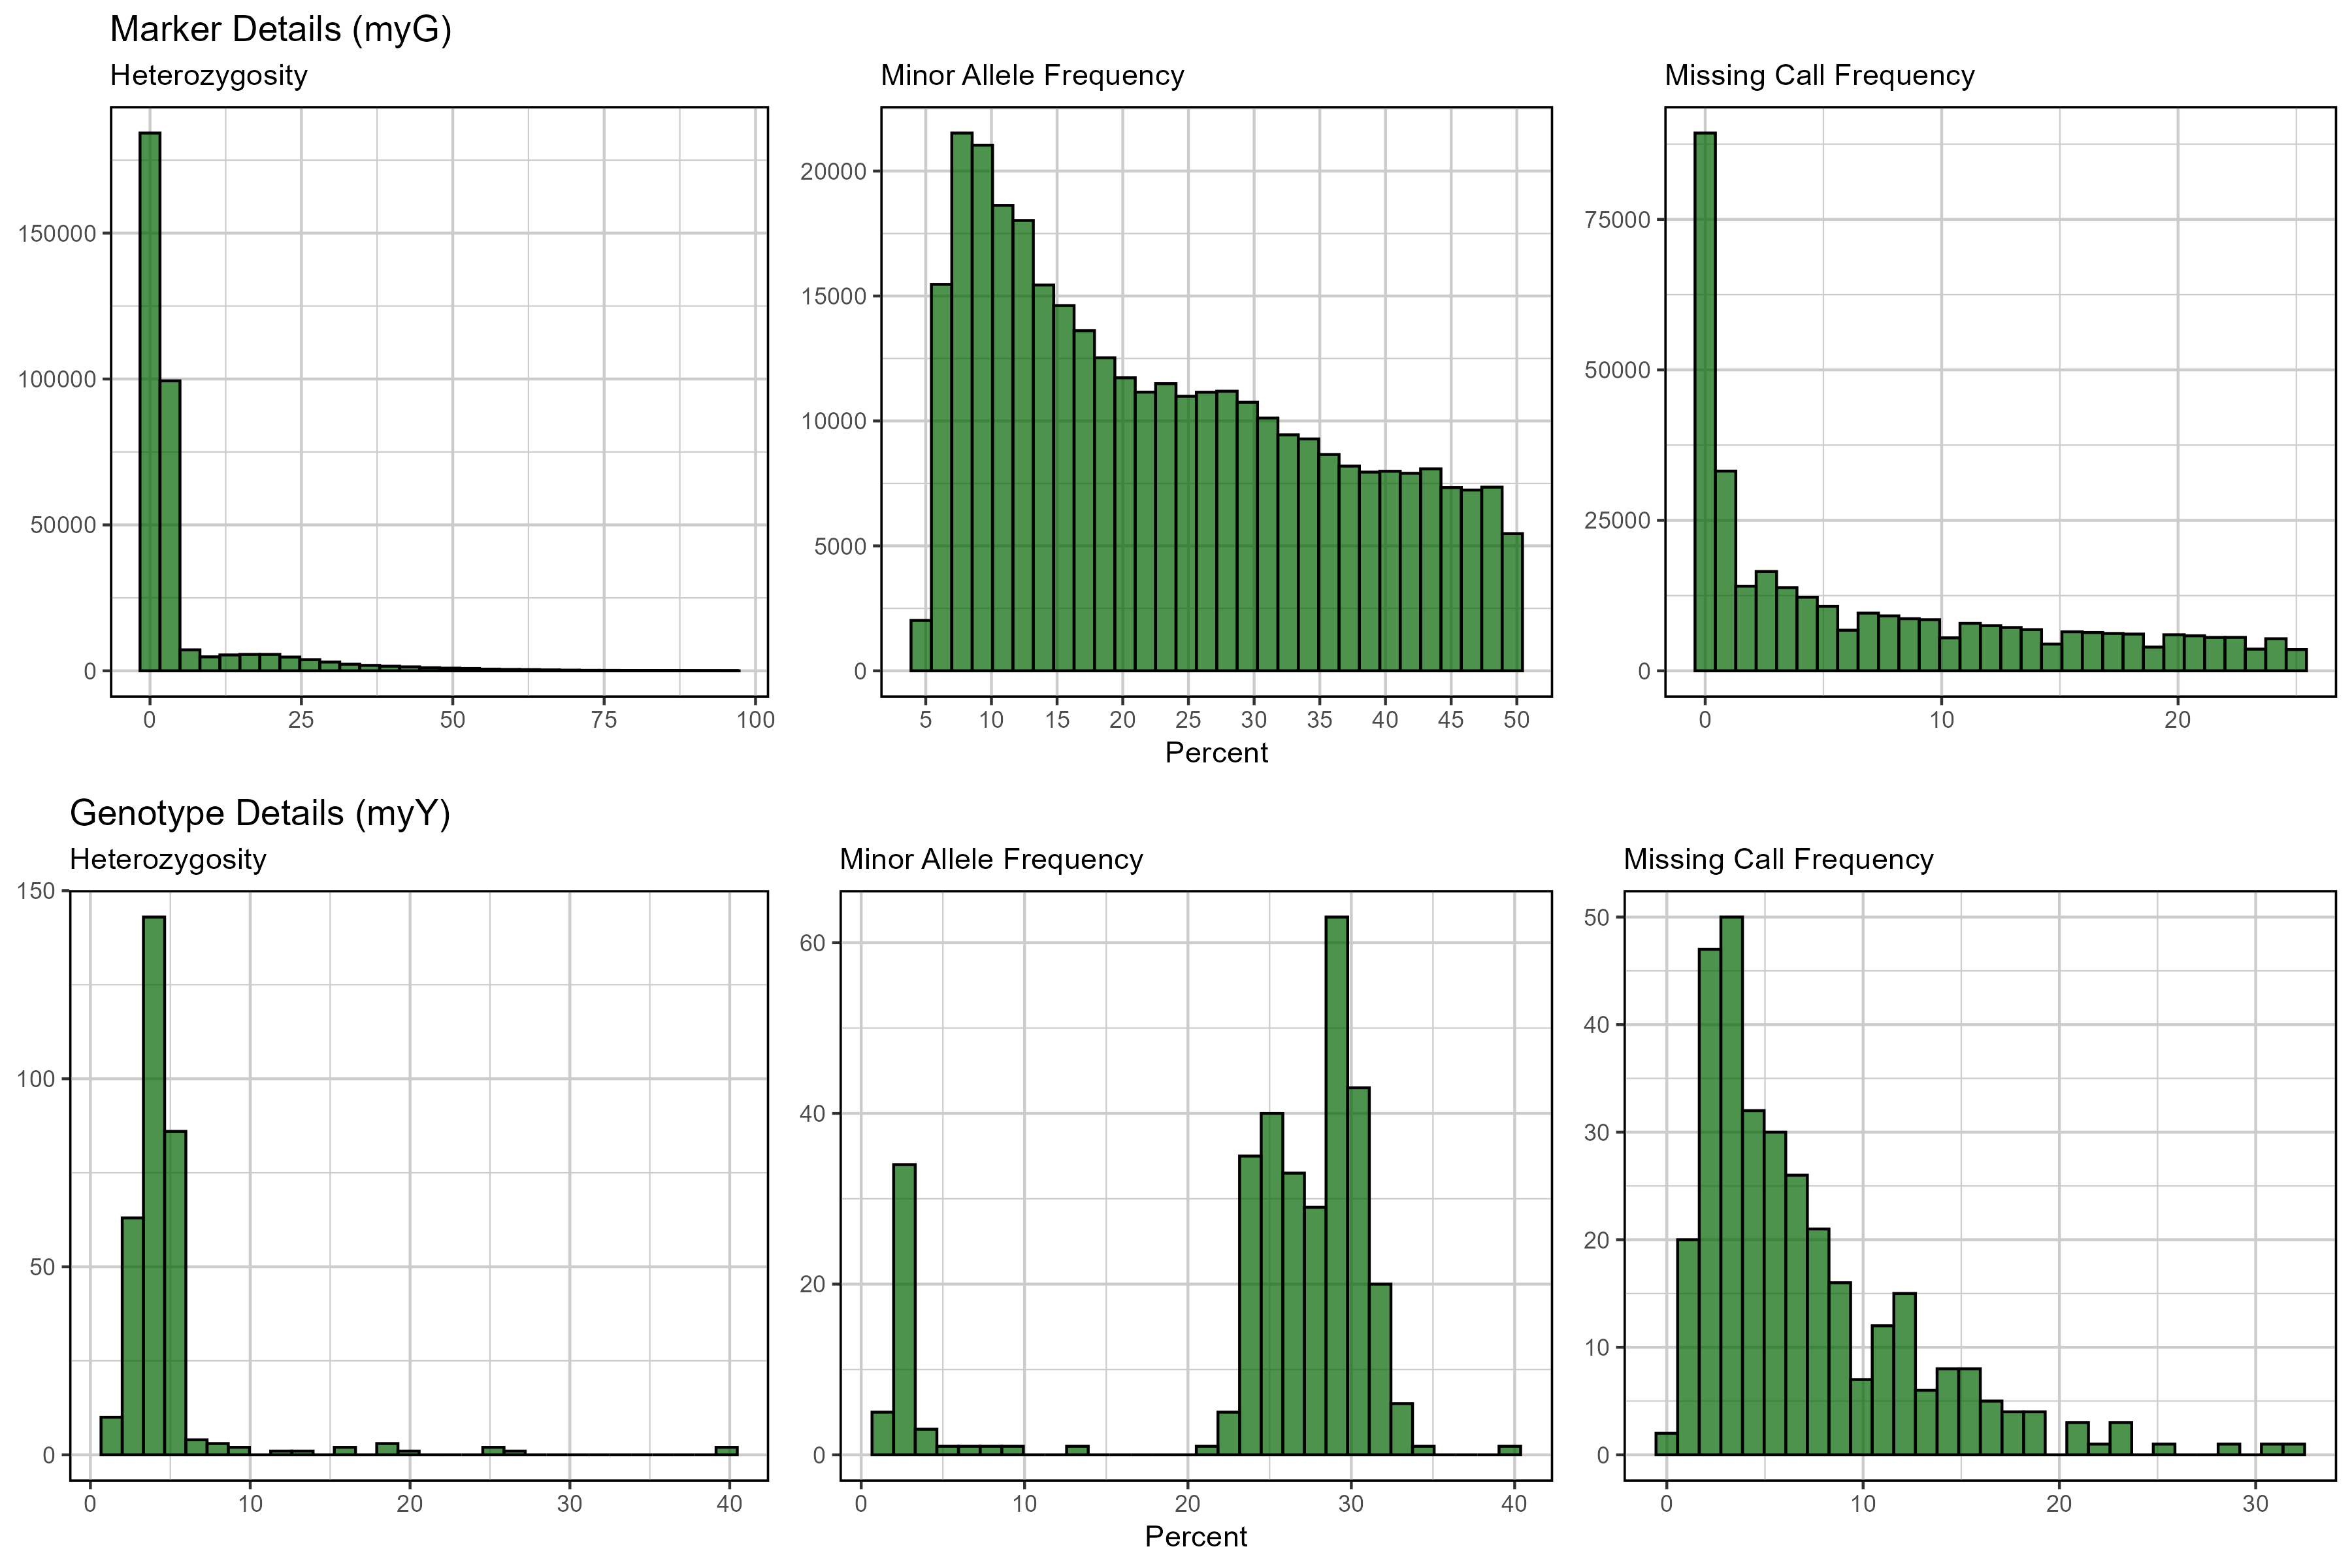 Marker Details (myG)
Heterozygosity
Minor Allele Frequency
Missing Call Frequency
150000
100000
50000
0
0 25 50 75 100
20000
15000
10000
5000
0
5 10 15 20 25 30 35 40 45 50
75000
50000
25000
0
0 10 20
Percent
Genotype Details (myY)
Heterozygosity
Minor Allele Frequency
Missing Call Frequency
150
100
50
0
0 10 20 30 40
60
40
20
0
0 10 20 30 40
50
40
30
20
10
0
0 10 20 30
Percent